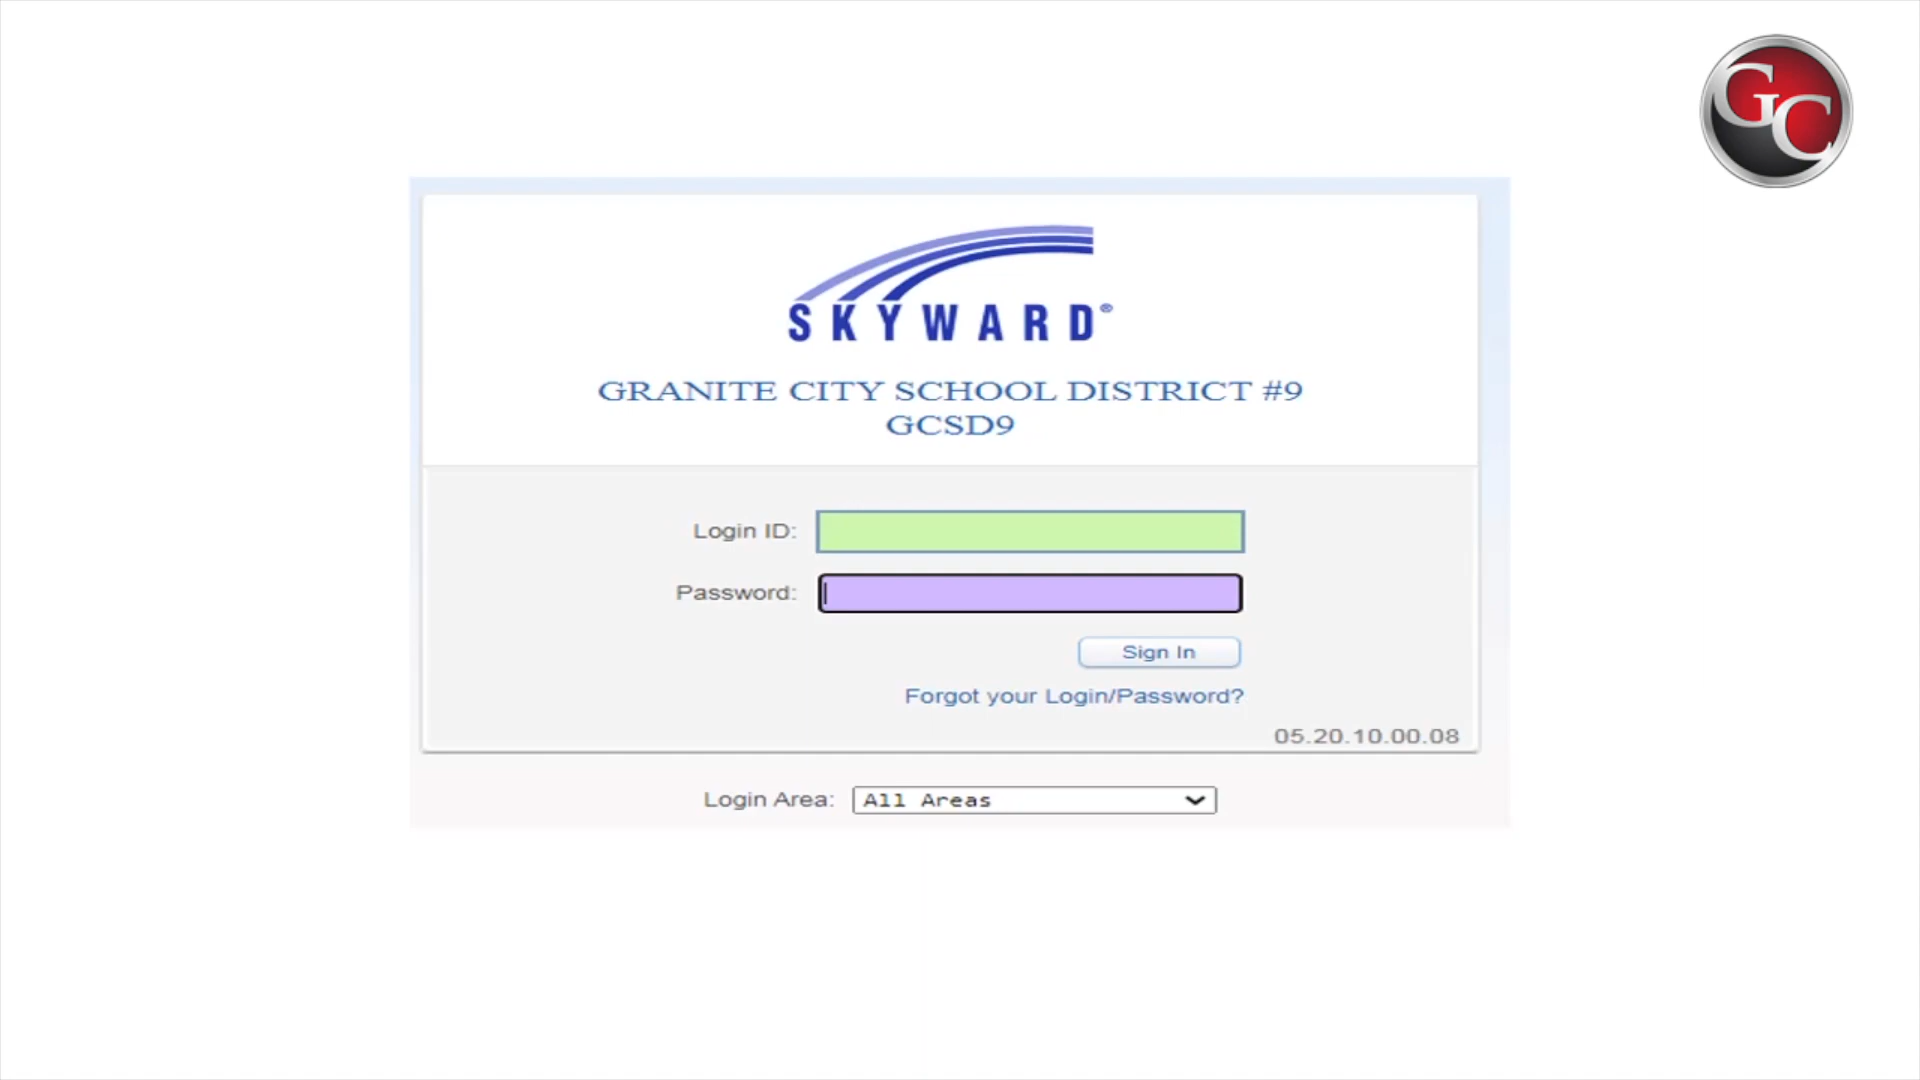 GC
SKYWARD®
GRANITE CITY SCHOOL DISTRICT #9
GCSD9
Login ID:
Password:
Sign In
Forgot your Login/Password?
05.20.10.00.08
Login Area: All Areas